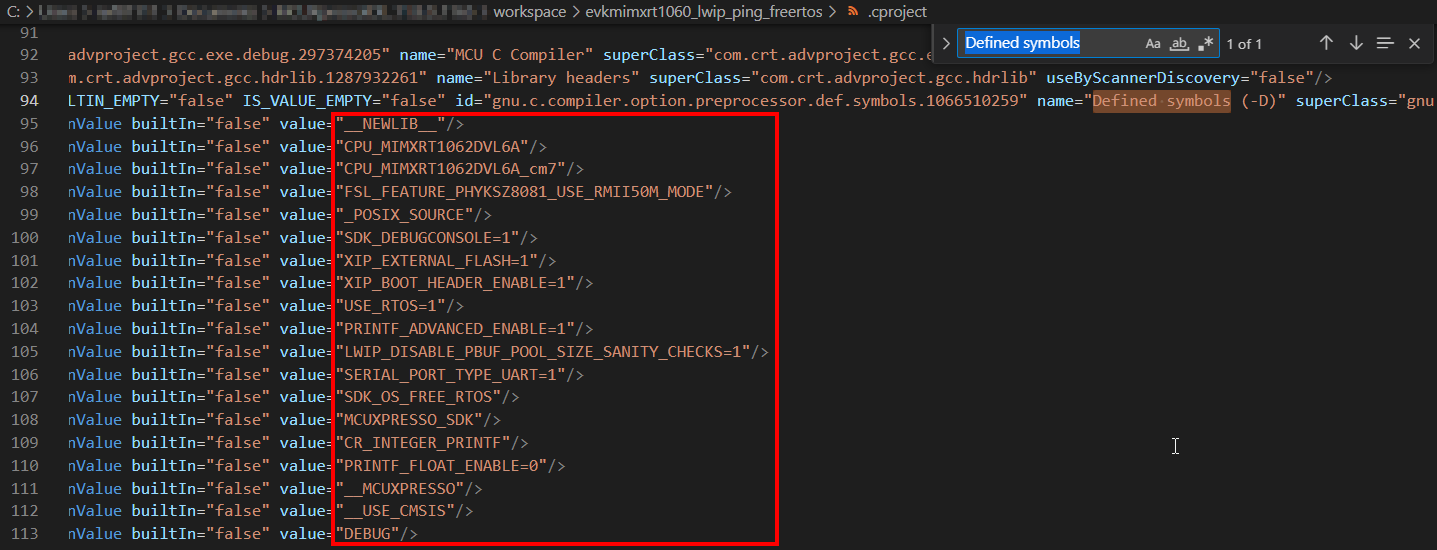 C: > workspace > evkmimxrt1060_lwip_ping_freertos > .cproject
Defined symbols Aa ab .* 1 of 1
91
92 advproject.gcc.exe.debug.297374205" name="MCU C Compiler" superClass="com.crt.advproject.gcc.e
93 m.crt.advproject.gcc.hdrlib.1287932261" name="Library headers" superClass="com.crt.advproject.gcc.hdrlib" useByScannerDiscovery="false"/>
94 LTIN_EMPTY="false" IS_VALUE_EMPTY="false" id="gnu.c.compiler.option.preprocessor.def.symbols.1066510259" name="Defined symbols (-D)" superClass="gnu
95 nValue builtIn="false" value="__NEWLIB__"/>
96 nValue builtIn="false" value="CPU_MIMXRT1062DVL6A"/>
97 nValue builtIn="false" value="CPU_MIMXRT1062DVL6A_cm7"/>
98 nValue builtIn="false" value="FSL_FEATURE_PHYKSZ8081_USE_RMII50M_MODE"/>
99 nValue builtIn="false" value="_POSIX_SOURCE"/>
100 nValue builtIn="false" value="SDK_DEBUGCONSOLE=1"/>
101 nValue builtIn="false" value="XIP_EXTERNAL_FLASH=1"/>
102 nValue builtIn="false" value="XIP_BOOT_HEADER_ENABLE=1"/>
103 nValue builtIn="false" value="USE_RTOS=1"/>
104 nValue builtIn="false" value="PRINTF_ADVANCED_ENABLE=1"/>
105 nValue builtIn="false" value="LWIP_DISABLE_PBUF_POOL_SIZE_SANITY_CHECKS=1"/>
106 nValue builtIn="false" value="SERIAL_PORT_TYPE_UART=1"/>
107 nValue builtIn="false" value="SDK_OS_FREE_RTOS"/>
108 nValue builtIn="false" value="MCUXPRESSO_SDK"/>
109 nValue builtIn="false" value="CR_INTEGER_PRINTF"/>
110 nValue builtIn="false" value="PRINTF_FLOAT_ENABLE=0"/>
111 nValue builtIn="false" value="__MCUXPRESSO"/>
112 nValue builtIn="false" value="__USE_CMSIS"/>
113 nValue builtIn="false" value="DEBUG"/>